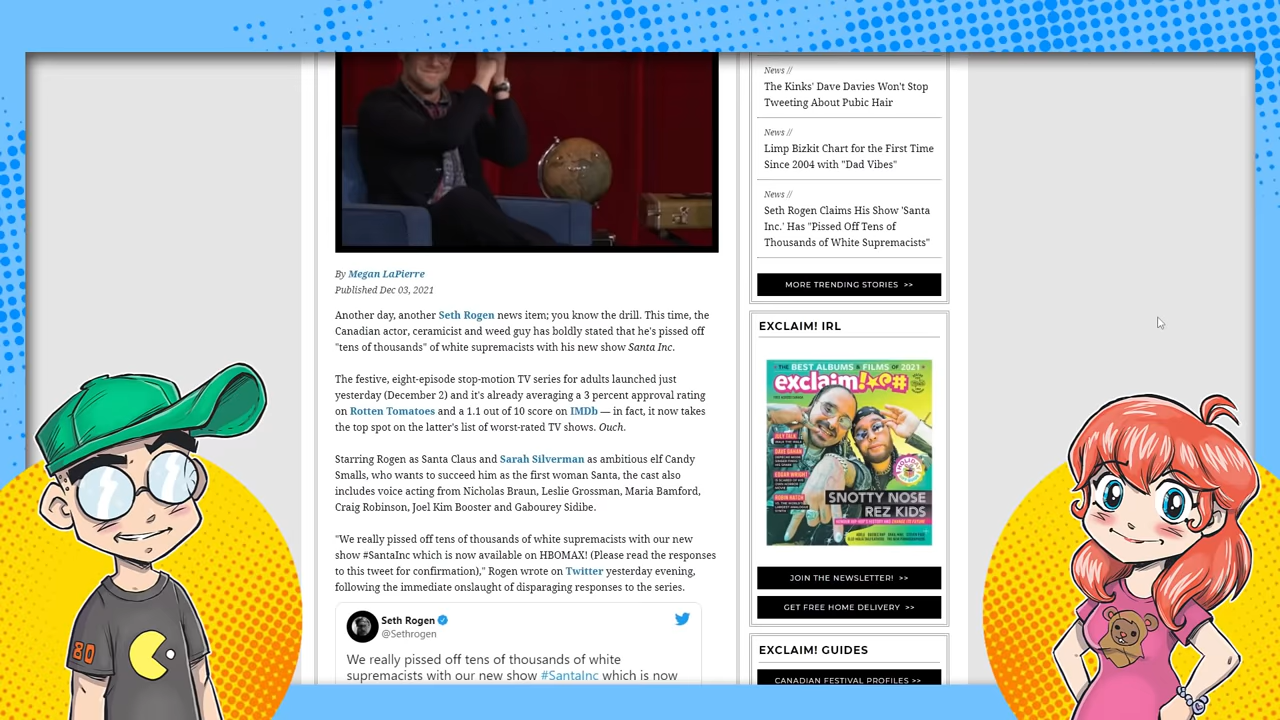 By Megan LaPierre
Published Dec 03, 2021
Another day, another Seth Rogen news item; you know the drill. This time, the
Canadian actor, ceramicist and weed guy has boldly stated that he's pissed off
"tens of thousands" of white supremacists with his new show Santa Inc.
The festive, eight-episode stop-motion TV series for adults launched just
yesterday (December 2) and it's already averaging a 3 percent approval rating
on Rotten Tomatoes and a 1.1 out of 10 score on IMDb — in fact, it now takes
the top spot on the latter's list of worst-rated TV shows. Ouch.
Starring Rogen as Santa Claus and Sarah Silverman as ambitious elf Candy
Smalls, who wants to succeed him as the first woman Santa, the cast also
includes voice acting from Nicholas Braun, Leslie Grossman, Maria Bamford,
Craig Robinson, Joel Kim Booster and Gabourey Sidibe.
"We really pissed off tens of thousands of white supremacists with our new
show #SantaInc which is now available on HBOMAX! (Please read the responses
to this tweet for confirmation)," Rogen wrote on Twitter yesterday evening,
following the immediate onslaught of disparaging responses to the series.
Seth Rogen
@Sethrogen
We really pissed off tens of thousands of white
supremacists with our new show #SantaInc which is now
News //
The Kinks' Dave Davies Won't Stop
Tweeting About Pubic Hair
News //
Limp Bizkit Chart for the First Time
Since 2004 with "Dad Vibes"
News //
Seth Rogen Claims His Show 'Santa
Inc.' Has "Pissed Off Tens of
Thousands of White Supremacists"
MORE TRENDING STORIES >>
EXCLAIM! IRL
THE BEST ALBUMS & FILMS OF 2021
exclaim!
JULY TALK
DAVE GAHAN
EDGAR WRIGHT
SNOTTY NOSE
REZ KIDS
JOIN THE NEWSLETTER! >>
GET FREE HOME DELIVERY >>
EXCLAIM! GUIDES
CANADIAN FESTIVAL PROFILES >>
80